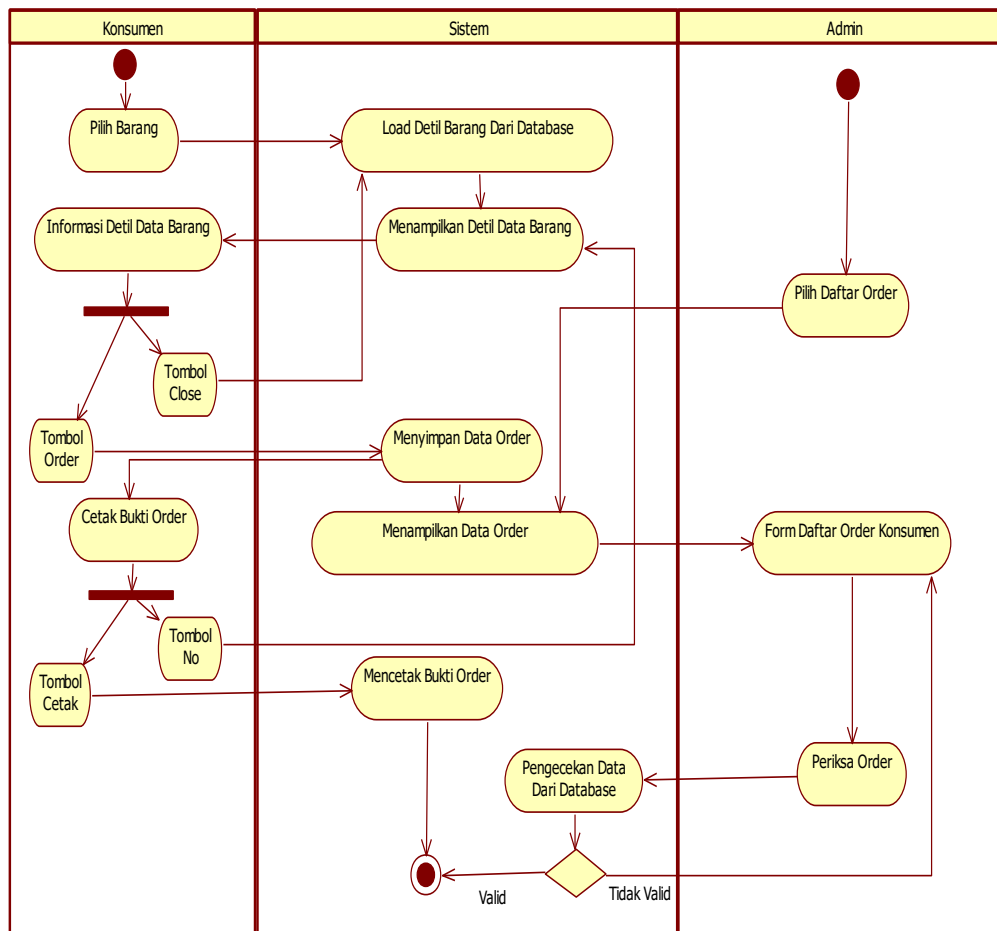 Konsumen
Sistem
Admin
Pilih Barang
Load Detil Barang Dari Database
Informasi Detil Data Barang
Menampilkan Detil Data Barang
Pilih Daftar Order
Tombol
Close
Tombol
Order
Menyimpan Data Order
Cetak Bukti Order
Menampilkan Data Order
Form Daftar Order Konsumen
Tombol
No
Tombol
Cetak
Mencetak Bukti Order
Pengecekan Data
Dari Database
Periksa Order
Valid
Tidak Valid